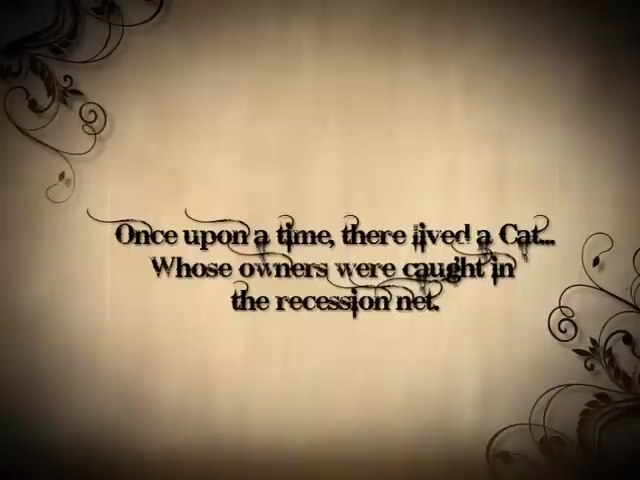 Once upon a time, there lived a Cat...
Whose owners were caught in
the recession net.